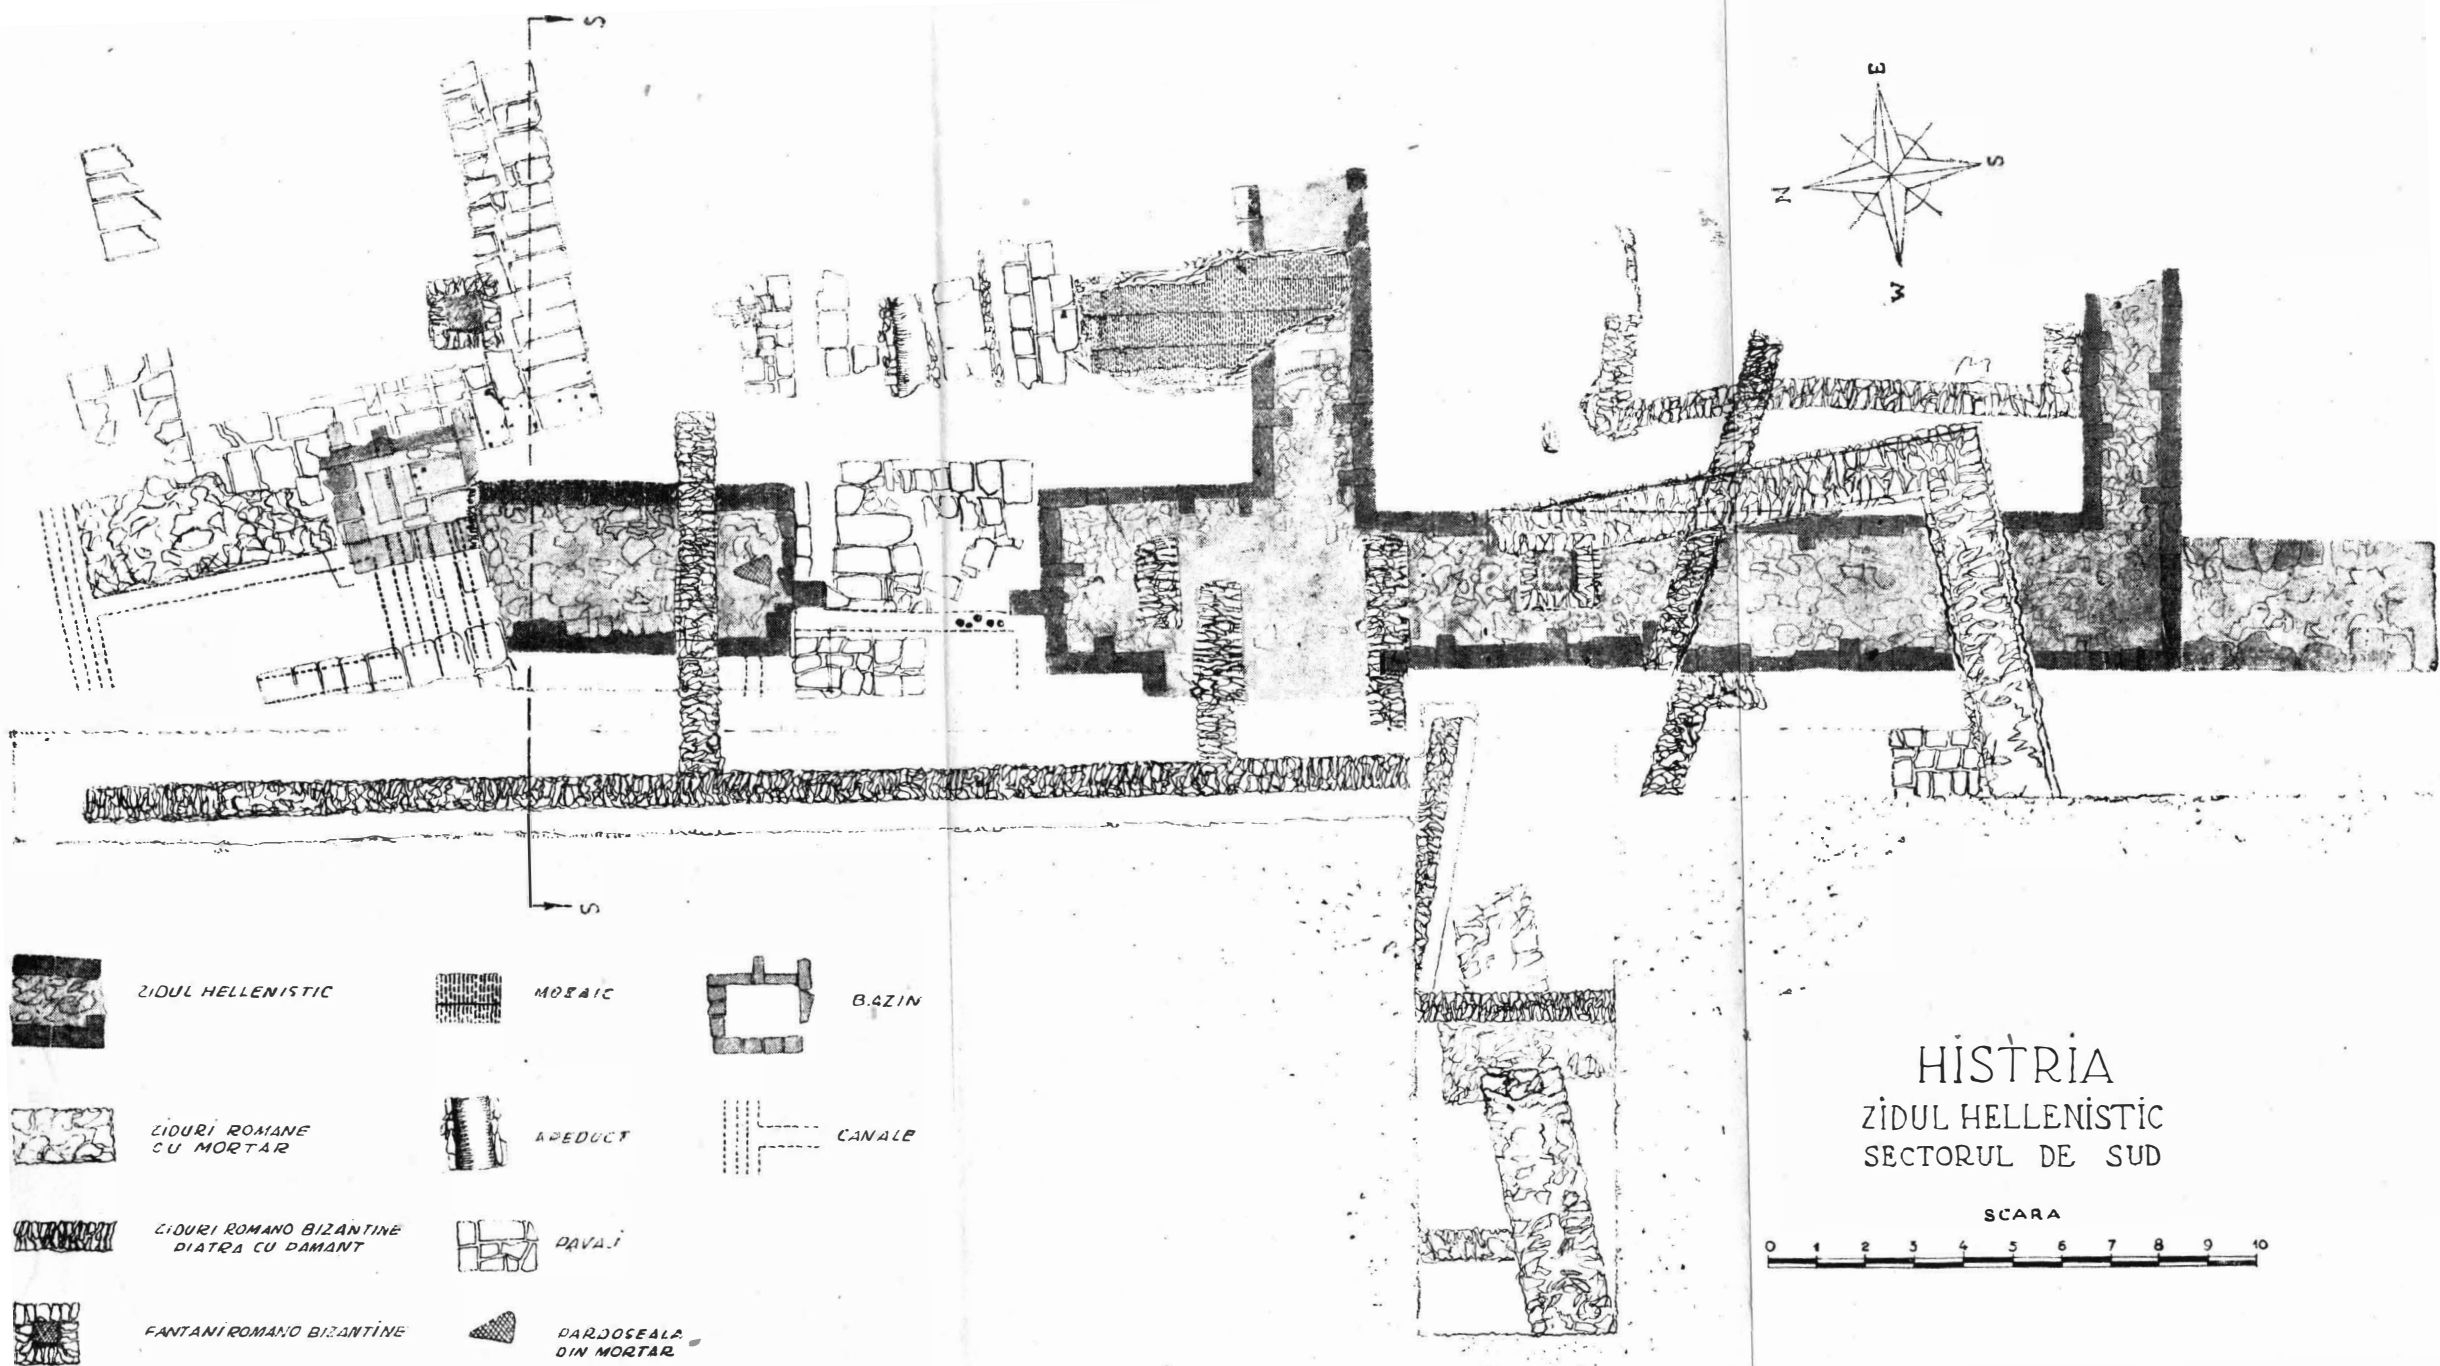 S
E
N
S
W
S
ZIDUL HELLENISTIC
MOZAIC
BAZIN
ZIDURI ROMANE
CU MORTAR
APEDUCT
CANALE
ZIDURI ROMANO BIZANTINE
PIATRA CU PAMANT
PAVAJ
FANTANI ROMANO BIZANTINE
PARDOSEALA
DIN MORTAR
HISTRIA
ZIDUL HELLENISTIC
SECTORUL DE SUD
SCARA
0 1 2 3 4 5 6 7 8 9 10